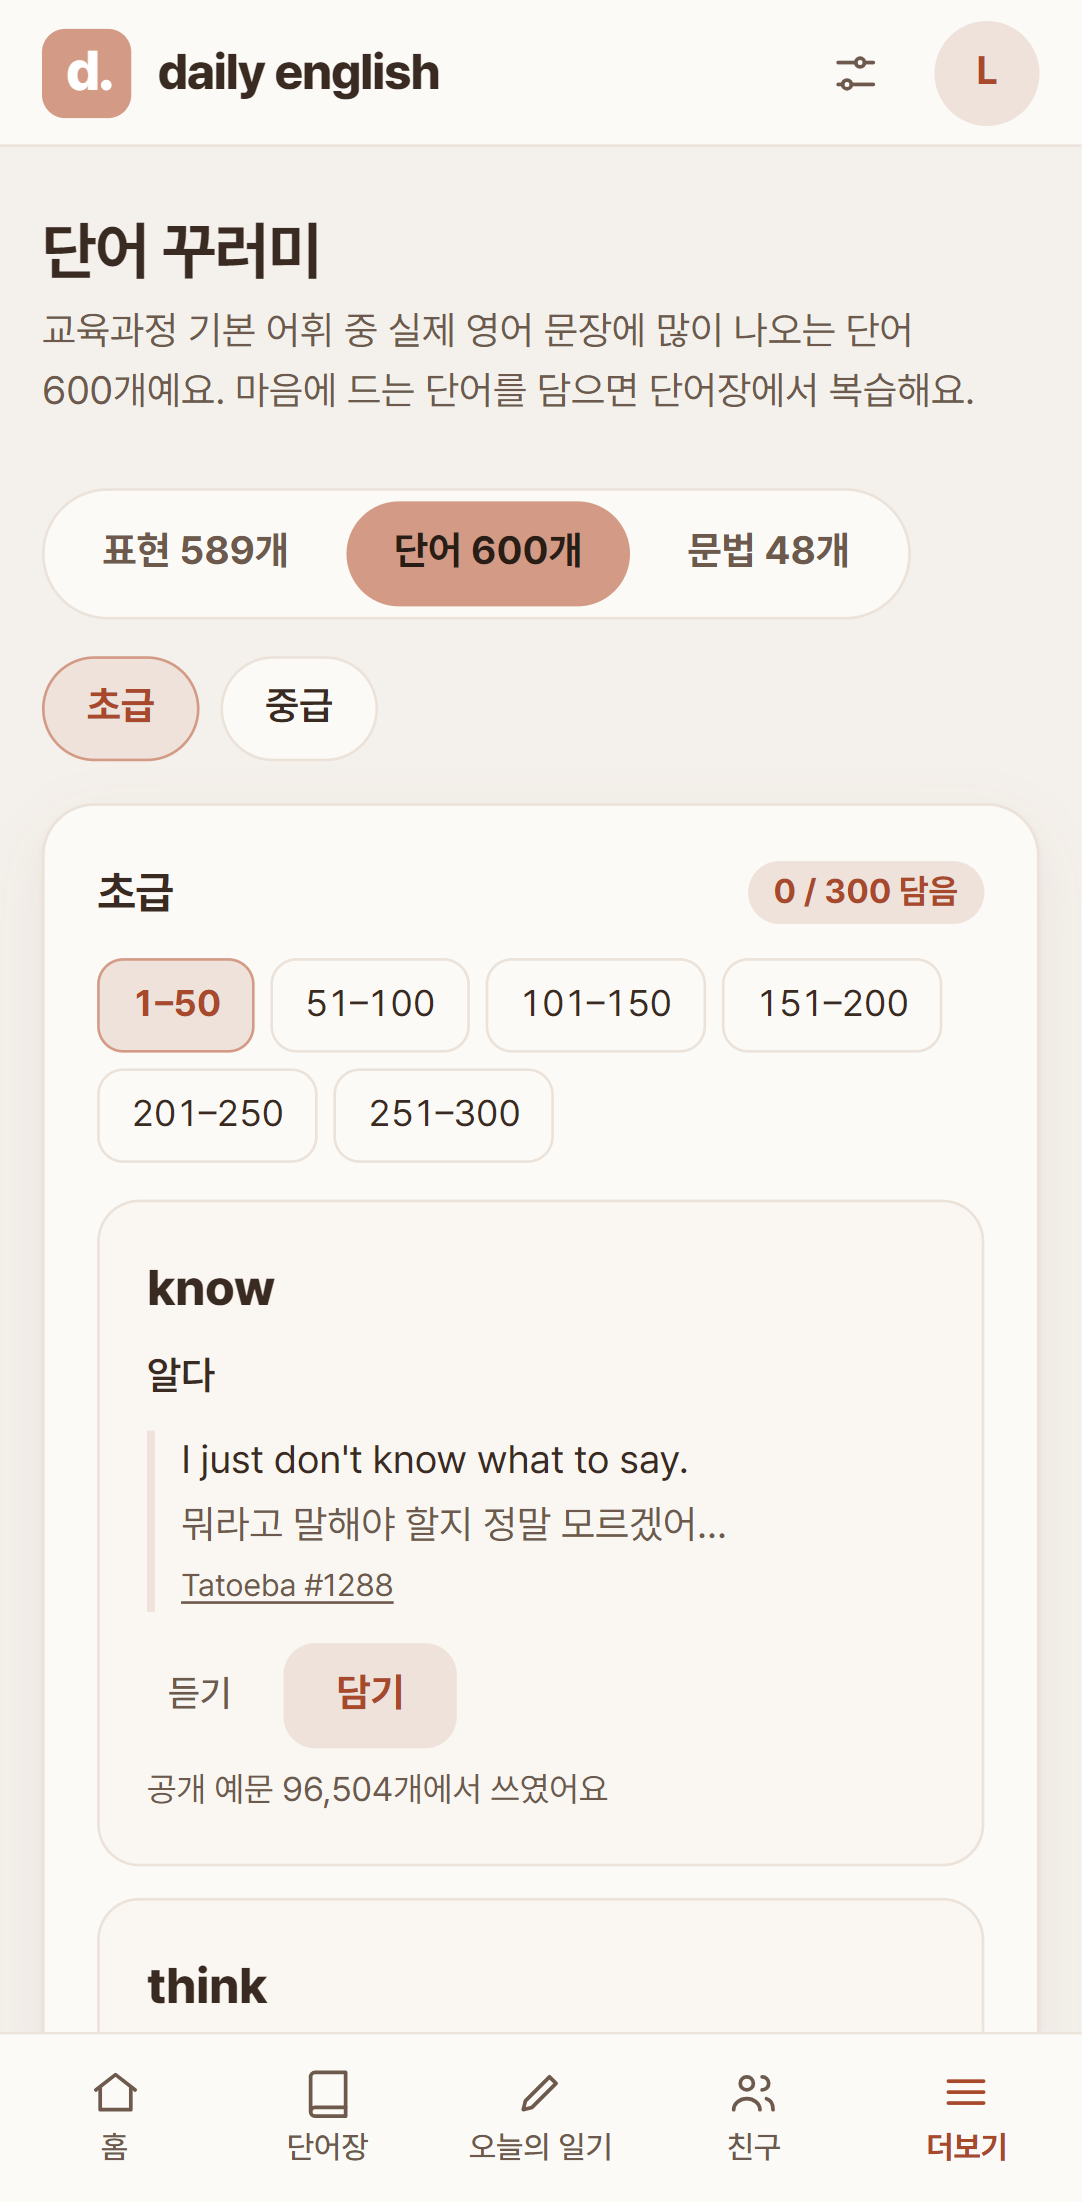 d. daily english L
단어 꾸러미
교육과정 기본 어휘 중 실제 영어 문장에 많이 나오는 단어
600개예요. 마음에 드는 단어를 담으면 단어장에서 복습해요.
표현 589개 단어 600개 문법 48개
초급 중급
초급 0 / 300 담음
1–50 51–100 101–150 151–200
201–250 251–300
know
알다
I just don't know what to say.
뭐라고 말해야 할지 정말 모르겠어...
Tatoeba #1288
듣기 담기
공개 예문 96,504개에서 쓰였어요
think
홈 단어장 오늘의 일기 친구 더보기